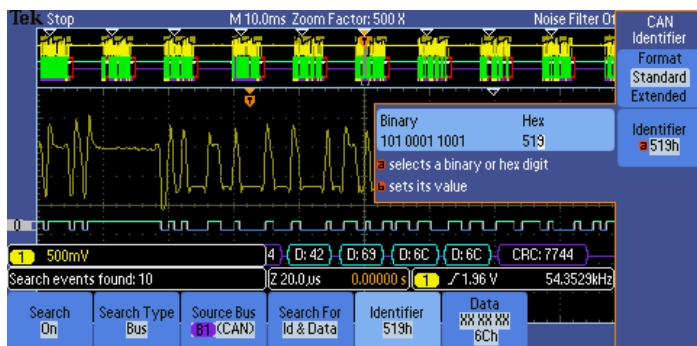 Tek Stop M 10.0ms Zoom Factor: 500 X Noise Filter Of
CAN
Identifier
Format
Standard
Extended
Identifier
a 519h
Binary Hex
101 0001 1001 519
a selects a binary or hex digit
b sets its value
1 500mV
4 D: 42 D: 69 D: 6C D: 6C CRC: 7744
Search events found: 10
Z 20.0µs 0.00000 s 1 1.96 V 54.3529kHz
Search
On
Search Type
Bus
Source Bus
B1 (CAN)
Search For
Id & Data
Identifier
519h
Data
XX XX XX
6Ch